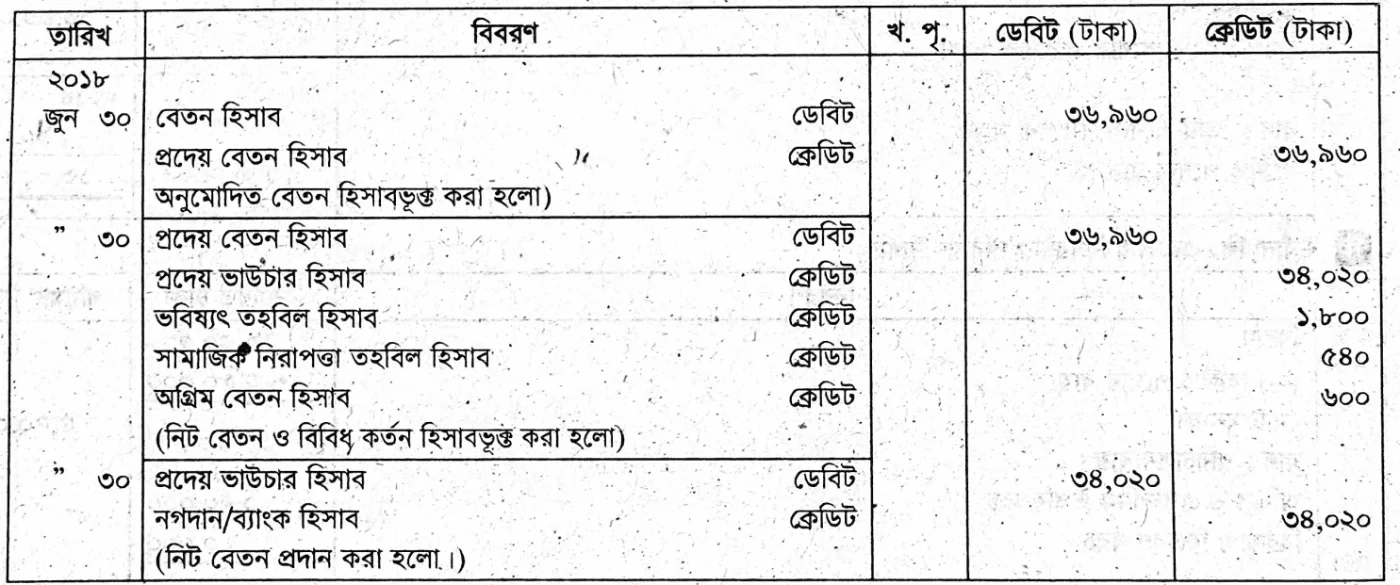 তারিখ বিবরণ খ. পৃ. ডেবিট (টাকা) ক্রেডিট (টাকা)
২০১৮
জুন ৩০ বেতন হিসাব ডেবিট ৩৬,৯৬০
প্রদেয় বেতন হিসাব ক্রেডিট ৩৬,৯৬০
অনুমোদিত বেতন হিসাবভূক্ত করা হলো)
” ৩০ প্রদেয় বেতন হিসাব ডেবিট ৩৬,৯৬০
প্রদেয় ভাউচার হিসাব ক্রেডিট ৩৪,০২০
ভবিষ্যৎ তহবিল হিসাব ক্রেডিট ১,৮০০
সামাজিক নিরাপত্তা তহবিল হিসাব ক্রেডিট ৫৪০
অগ্রিম বেতন হিসাব ক্রেডিট ৬০০
(নিট বেতন ও বিবিধ কর্তন হিসাবভূক্ত করা হলো)
” ৩০ প্রদেয় ভাউচার হিসাব ডেবিট ৩৪,০২০
নগদান/ব্যাংক হিসাব ক্রেডিট ৩৪,০২০
(নিট বেতন প্রদান করা হলো।)